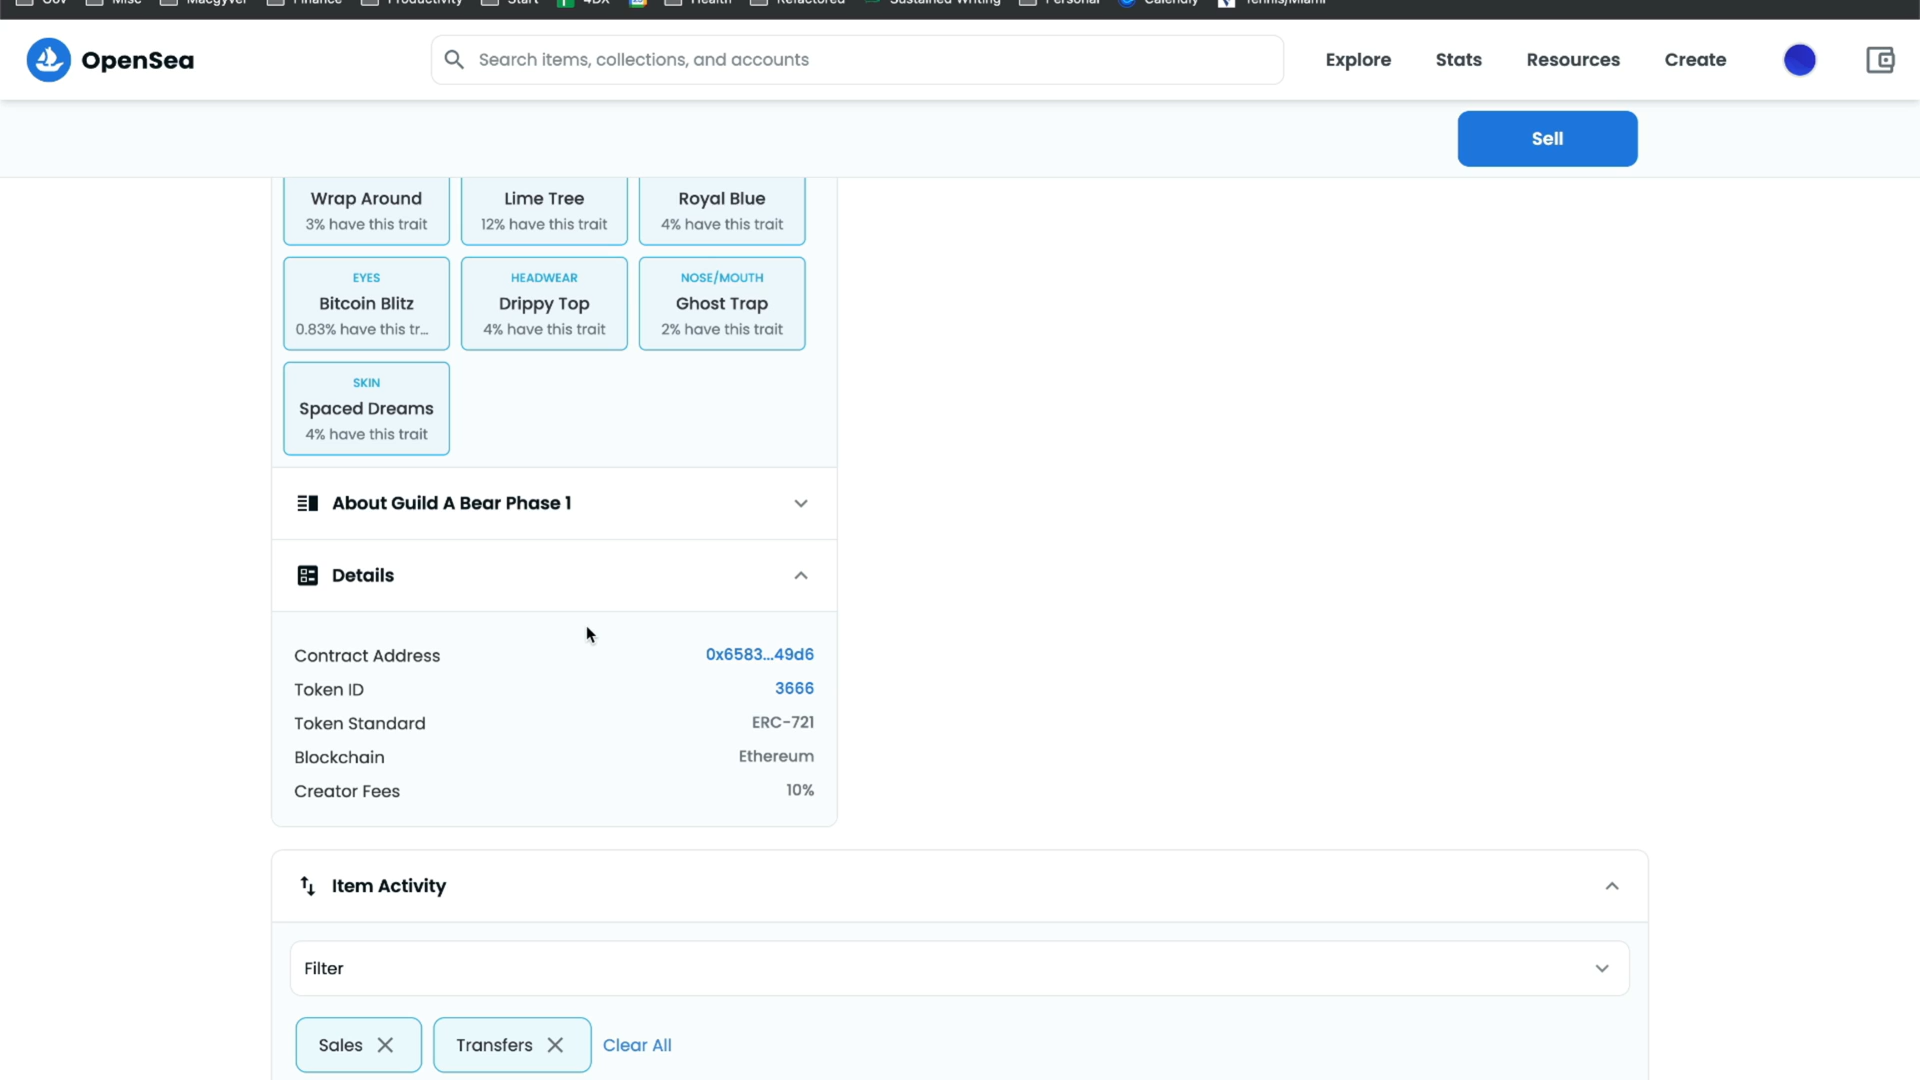 Gov Misc Macgyver Finance Productivity Start 4DX Health Refactored Sustained Writing Personal Calendly Tennis/Miami
OpenSea
Search items, collections, and accounts
Explore Stats Resources Create
Sell
Wrap Around Lime Tree Royal Blue
3% have this trait 12% have this trait 4% have this trait
EYES HEADWEAR NOSE/MOUTH
Bitcoin Blitz Drippy Top Ghost Trap
0.83% have this tr... 4% have this trait 2% have this trait
SKIN
Spaced Dreams
4% have this trait
About Guild A Bear Phase 1
Details
Contract Address 0x6583...49d6
Token ID 3666
Token Standard ERC-721
Blockchain Ethereum
Creator Fees 10%
Item Activity
Filter
Sales Transfers Clear All